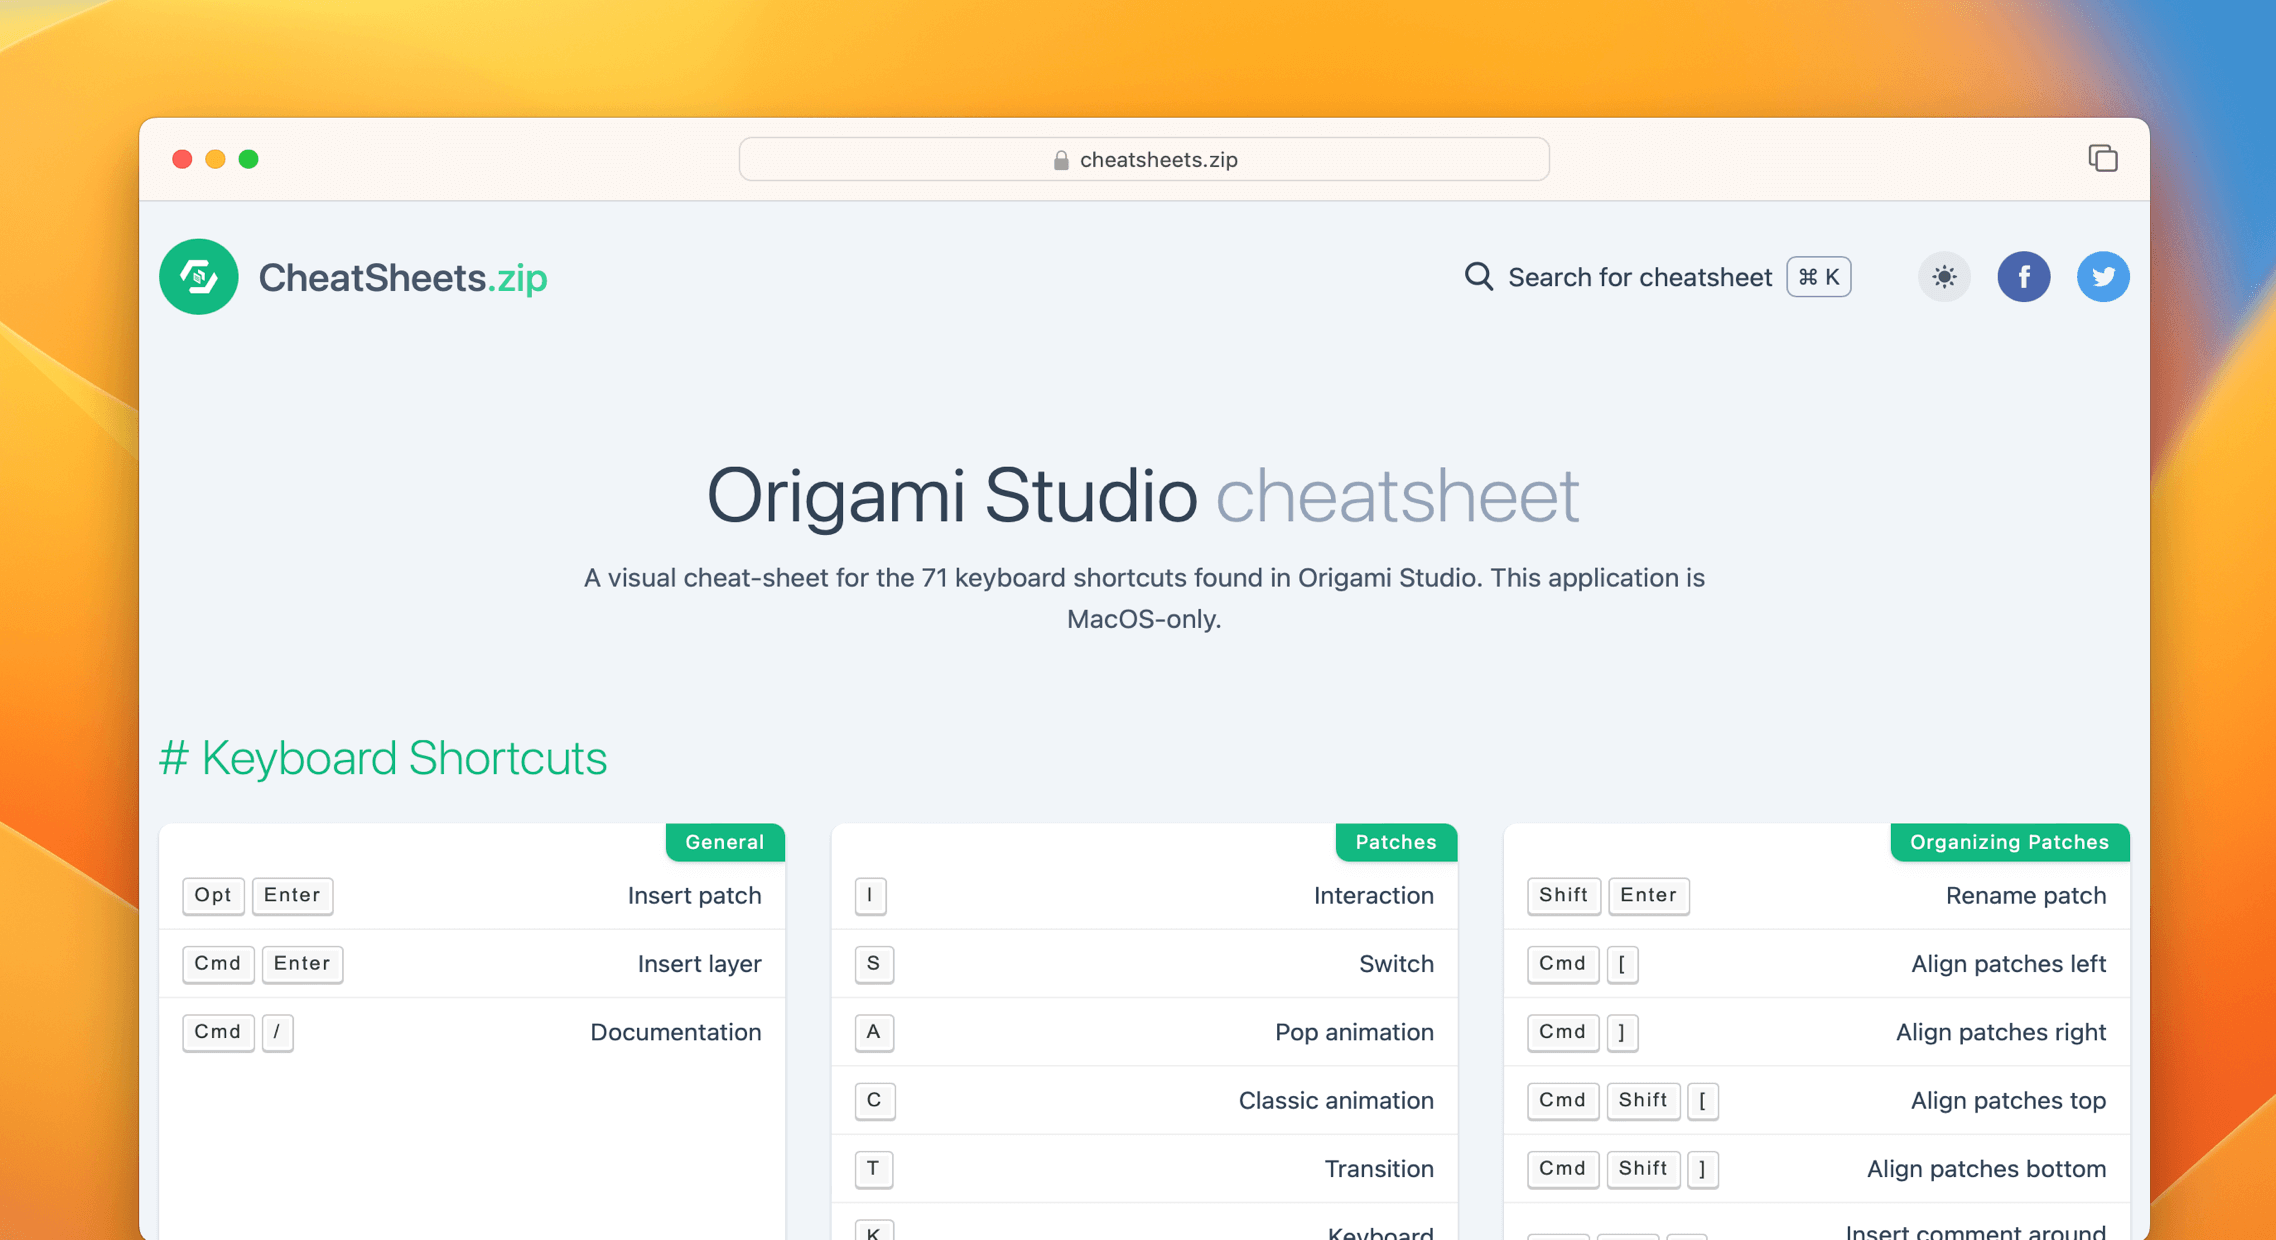 cheatsheets.zip
CheatSheets.zip
Search for cheatsheet ⌘ K
f
Origami Studio cheatsheet
A visual cheat-sheet for the 71 keyboard shortcuts found in Origami Studio. This application is
MacOS-only.
# Keyboard Shortcuts
General
Opt Enter Insert patch
Cmd Enter Insert layer
Cmd / Documentation
Patches
I Interaction
S Switch
A Pop animation
C Classic animation
T Transition
K Keyboard
Organizing Patches
Shift Enter Rename patch
Cmd [ Align patches left
Cmd ] Align patches right
Cmd Shift [ Align patches top
Cmd Shift ] Align patches bottom
Insert comment around